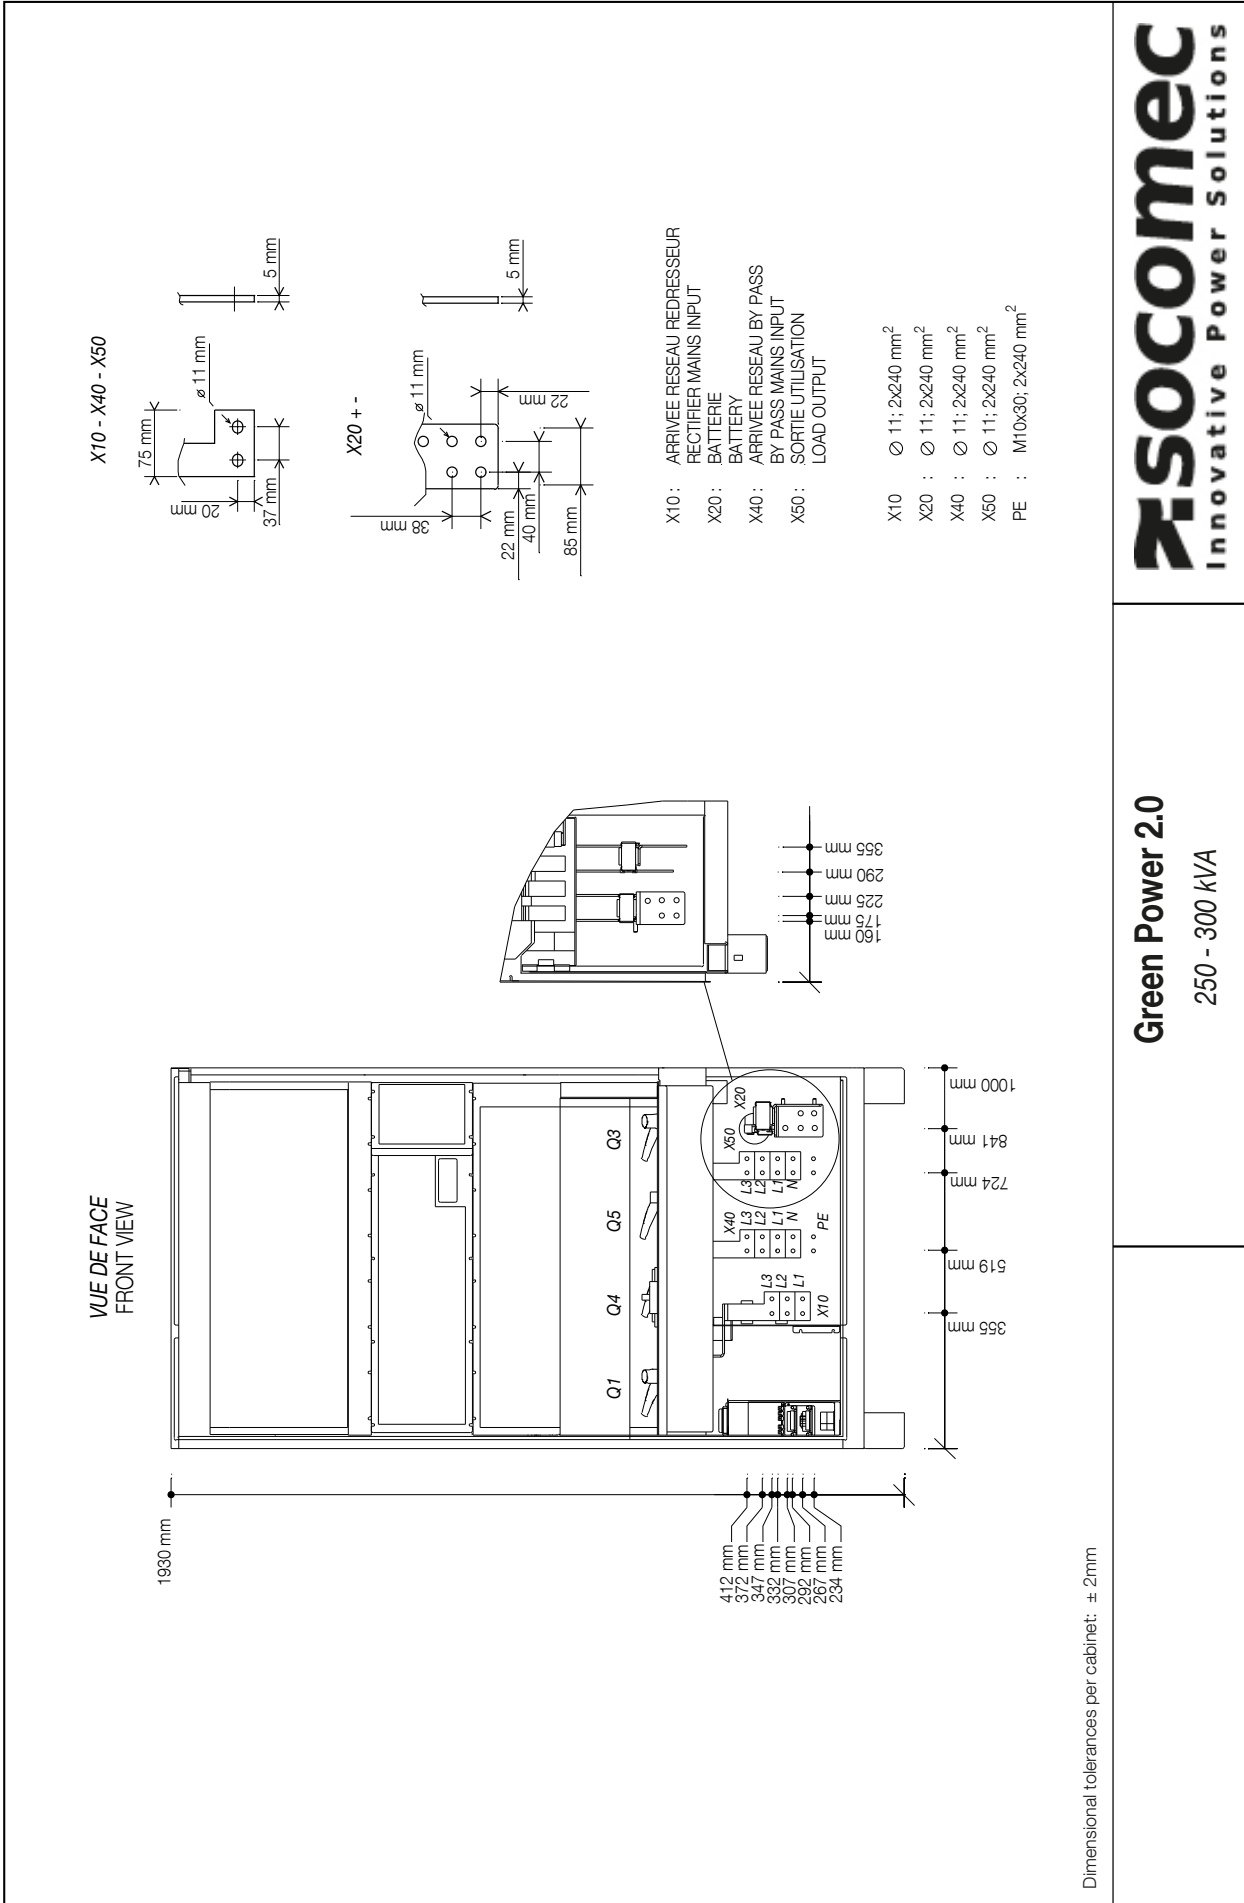 X10 - X40 - X50
75 mm
ø 11 mm
20 mm
37 mm
5 mm
X20 + -
ø 11 mm
38 mm
22 mm
22 mm
40 mm
85 mm
5 mm
X10 : ARRIVEE RESEAU REDRESSEUR
RECTIFIER MAINS INPUT
X20 : BATTERIE
BATTERY
X40 : ARRIVEE RESEAU BY PASS
BY PASS MAINS INPUT
X50 : SORTIE UTILISATION
LOAD OUTPUT
X10 : ∅ 11; 2x240 mm²
X20 : ∅ 11; 2x240 mm²
X40 : ∅ 11; 2x240 mm²
X50 : ∅ 11; 2x240 mm²
PE : M10x30; 2x240 mm²
VUE DE FACE
FRONT VIEW
1930 mm
412 mm
372 mm
347 mm
332 mm
307 mm
292 mm
267 mm
234 mm
Q1
Q4
Q5
Q3
X40
X50
X20
L3
L2
L1
N
L3
L2
L1
N
L3
L2
L1
X10
PE
355 mm
519 mm
724 mm
841 mm
1000 mm
160 mm
175 mm
225 mm
290 mm
355 mm
Dimensional tolerances per cabinet: ± 2mm
Green Power 2.0
250 - 300 kVA
socomec
Innovative Power Solutions